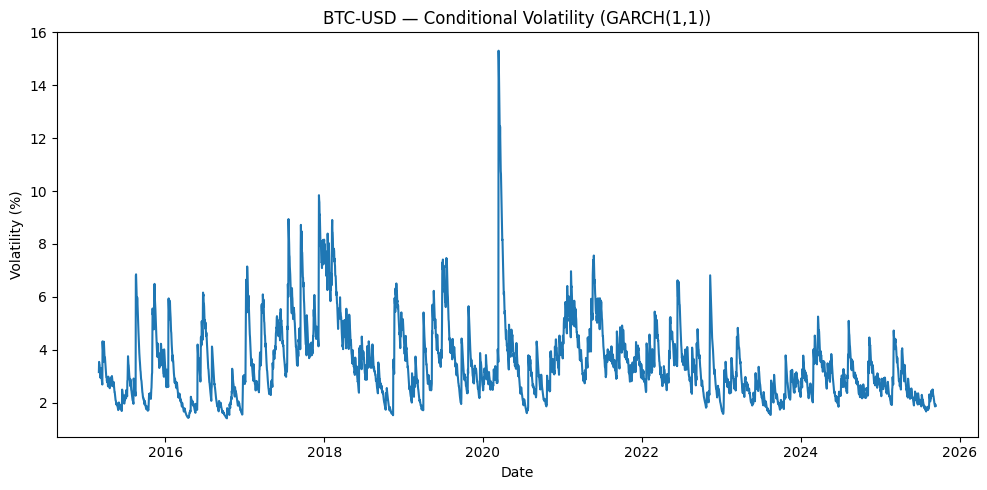 BTC-USD — Conditional Volatility (GARCH(1,1))
Volatility (%)
16
14
12
10
8
6
4
2
2016 2018 2020 2022 2024 2026
Date